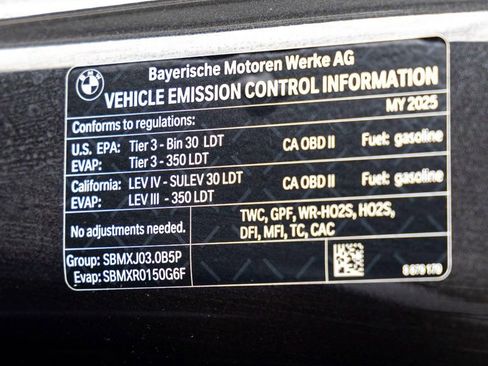 BMW
Bayerische Motoren Werke AG
VEHICLE EMISSION CONTROL INFORMATION
MY 2025
Conforms to regulations:
U.S. EPA: Tier 3 - Bin 30 LDT CA OBD II Fuel: gasoline
EVAP: Tier 3 - 350 LDT
California: LEV IV - SULEV 30 LDT CA OBD II Fuel: gasoline
EVAP: LEV III - 350 LDT
No adjustments needed.
TWC, GPF, WR-HO2S, HO2S,
DFI, MFI, TC, CAC
Group: SBMXJ03.0B5P
Evap: SBMXR0150G6F